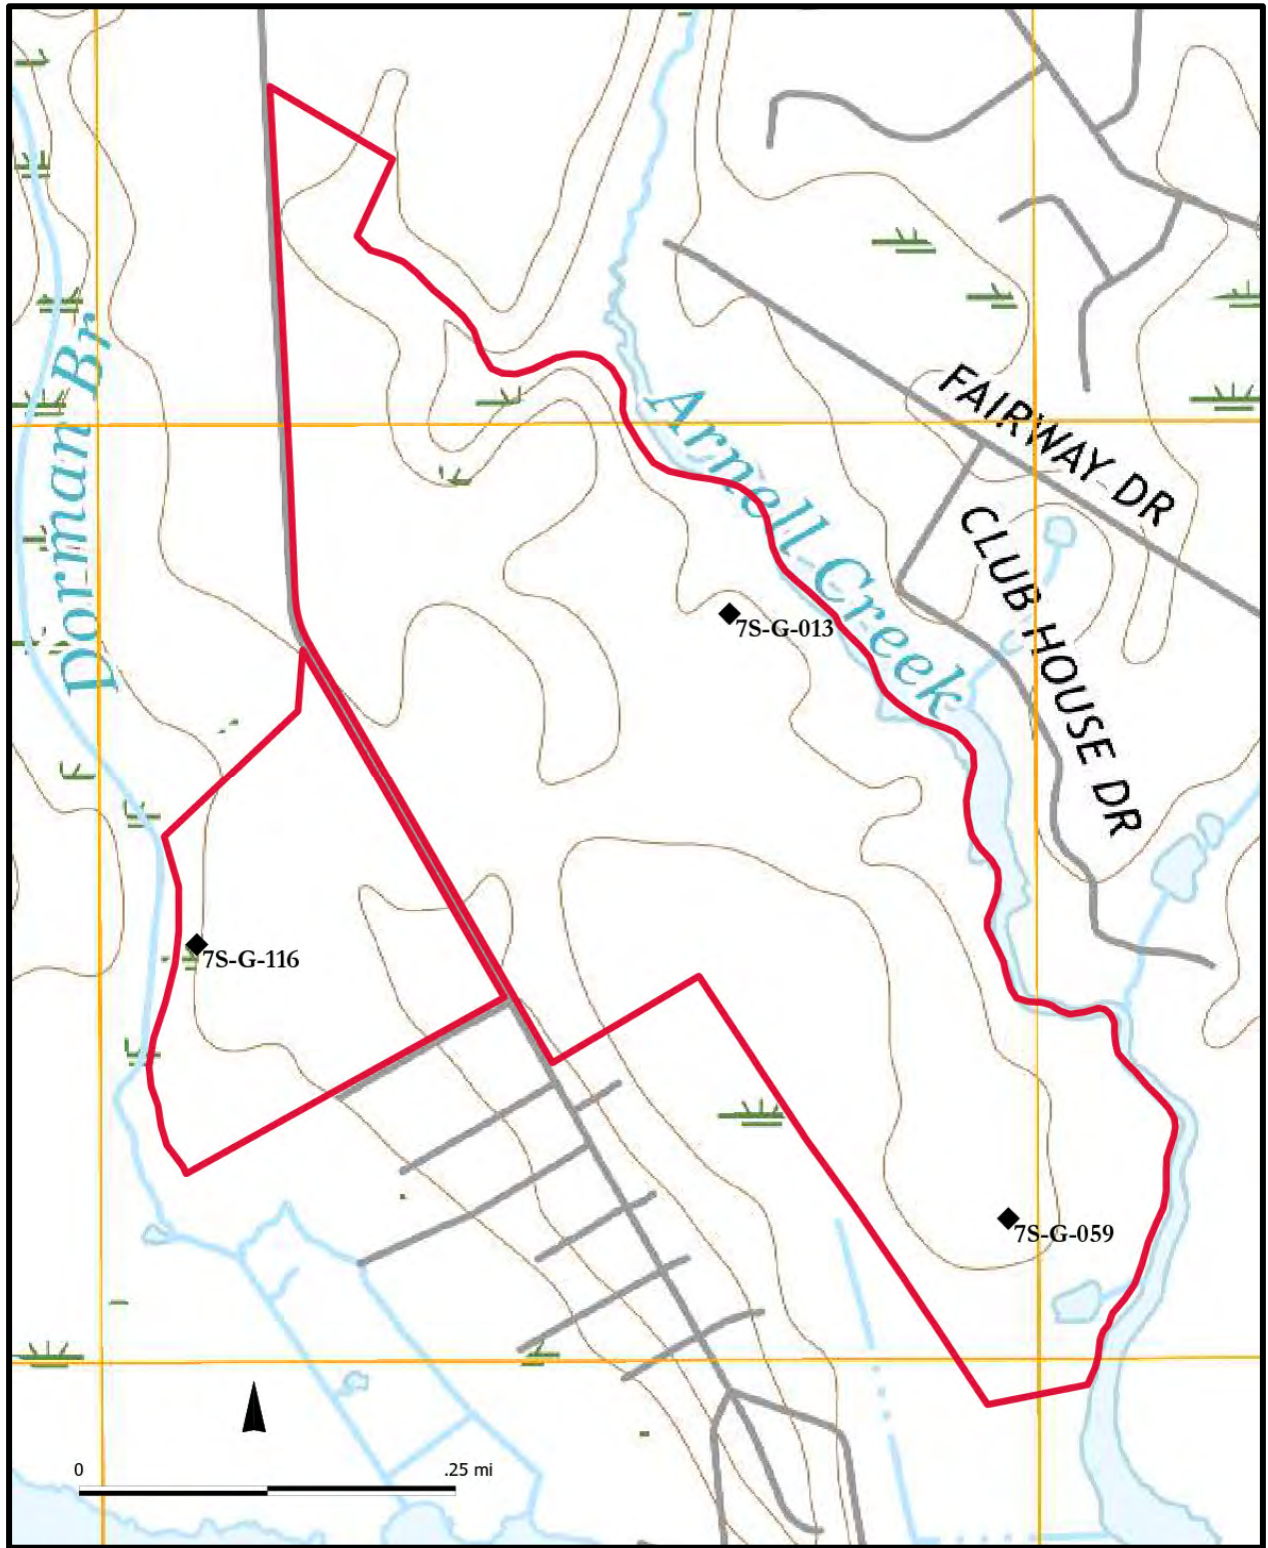 Dorman Br
Arnell Creek
FAIRWAY DR
CLUB HOUSE DR
7S-G-013
7S-G-116
7S-G-059
0
.25 mi